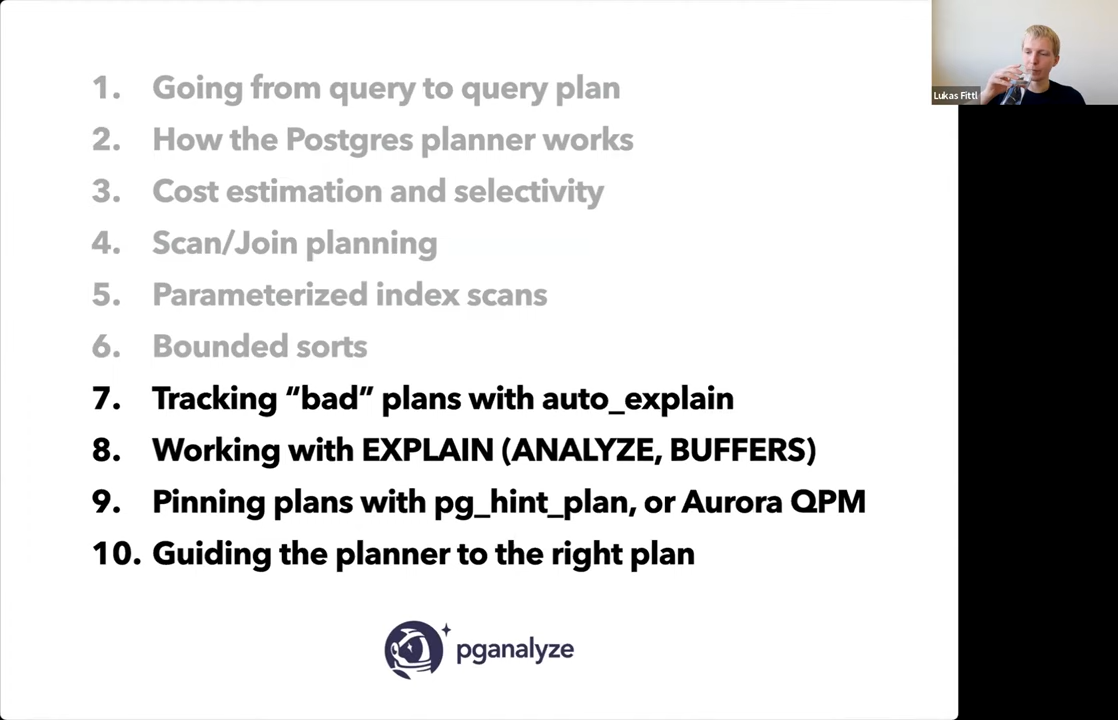 1. Going from query to query plan
2. How the Postgres planner works
3. Cost estimation and selectivity
4. Scan/Join planning
5. Parameterized index scans
6. Bounded sorts
7. Tracking “bad” plans with auto_explain
8. Working with EXPLAIN (ANALYZE, BUFFERS)
9. Pinning plans with pg_hint_plan, or Aurora QPM
10. Guiding the planner to the right plan
pganalyze
Lukas Fittl